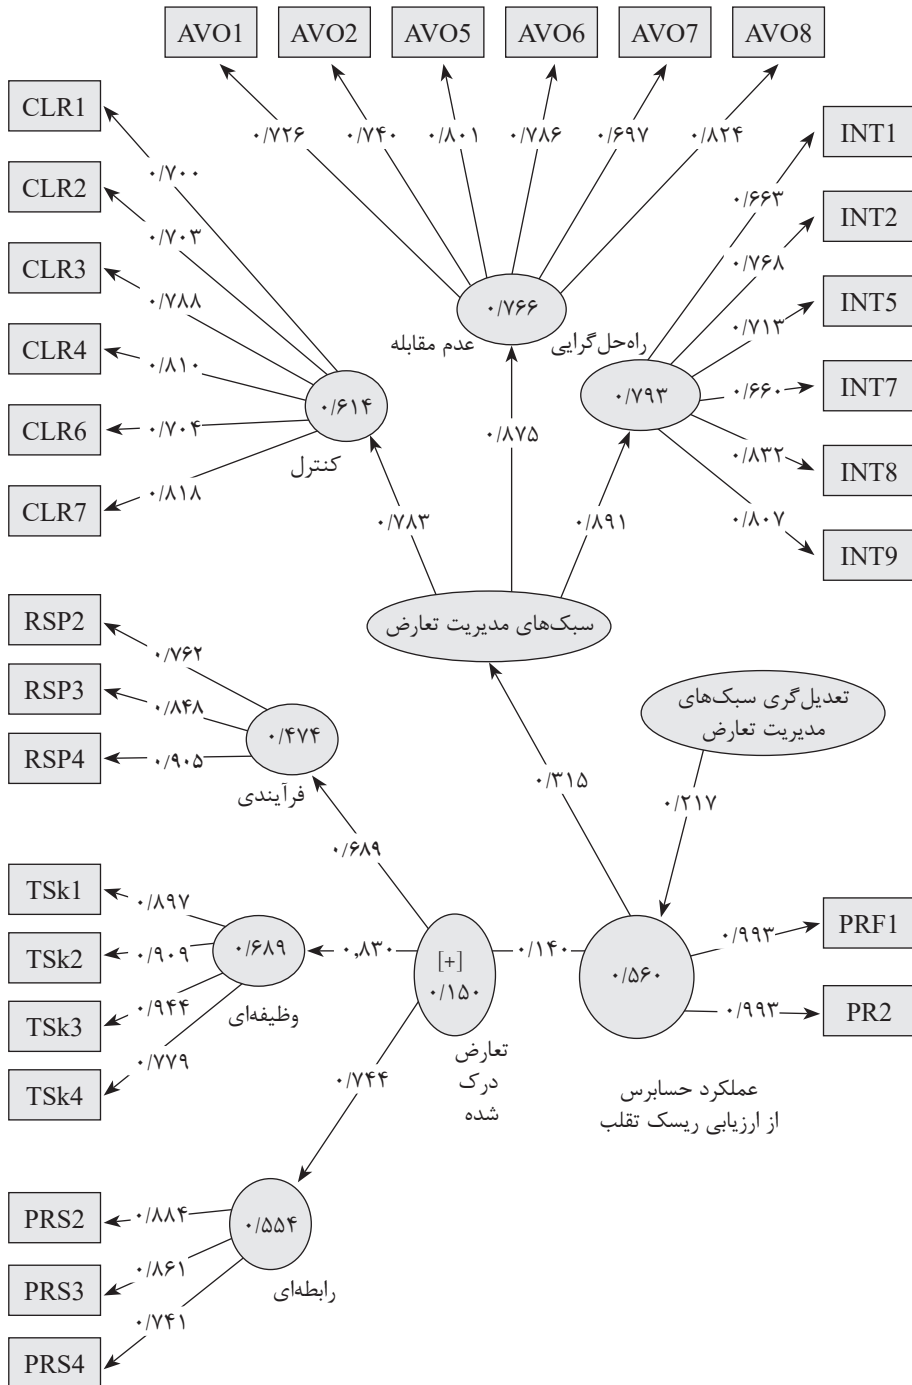 AVO1 AVO2 AVO5 AVO6 AVO7 AVO8
CLR1
CLR2
CLR3
CLR4
CLR6
CLR7
INT1
INT2
INT5
INT7
INT8
INT9
۰/۷۲۶ ۰/۷۴۰ ۰/۸۰۱ ۰/۷۸۶ ۰/۶۹۷ ۰/۸۲۴
۰/۷۰۰
۰/۷۰۳
۰/۷۸۸
۰/۸۱۰
۰/۷۰۴
۰/۸۱۸
۰/۶۶۳
۰/۷۶۸
۰/۷۱۳
۰/۶۶۰
۰/۸۳۲
۰/۸۰۷
۰/۷۶۶
عدم مقابله
راه‌حل‌گرایی
۰/۷۹۳
۰/۶۱۴
کنترل
۰/۷۸۳
۰/۸۷۵
۰/۸۹۱
سبک‌های مدیریت تعارض
RSP2
RSP3
RSP4
۰/۷۶۲
۰/۸۴۸
۰/۹۰۵
۰/۴۷۴
فرآیندی
تعدیل‌گری سبک‌های
مدیریت تعارض
۰/۳۱۵
۰/۲۱۷
۰/۶۸۹
TSk1
TSk2
TSk3
TSk4
۰/۸۹۷
۰/۹۰۹
۰/۹۴۴
۰/۷۷۹
۰/۶۸۹
وظیفه‌ای
۰,۸۳۰
[+]
۰/۱۵۰
تعارض
درک
شده
۰/۱۴۰
۰/۵۶۰
۰/۹۹۳
۰/۹۹۳
PRF1
PR2
عملکرد حسابرس
از ارزیابی ریسک تقلب
۰/۷۴۴
PRS2
PRS3
PRS4
۰/۸۸۴
۰/۸۶۱
۰/۷۴۱
۰/۵۵۴
رابطه‌ای